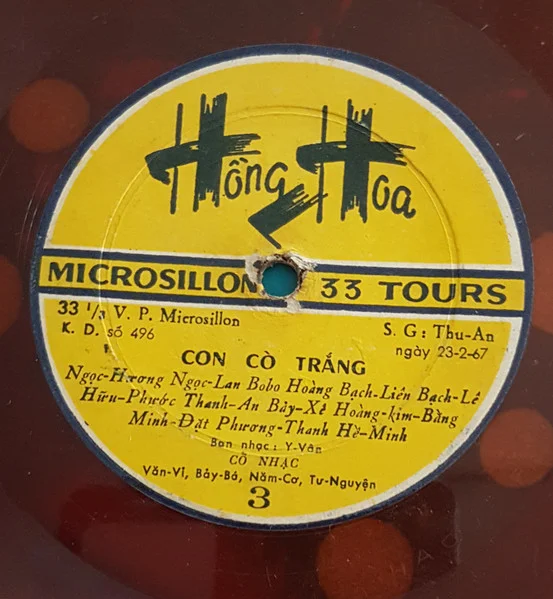 Hồng Hoa
MICROSILLON 33 TOURS
33 1/3 V. P. Microsillon
S. G : Thu-An
K. D. số 496
ngày 23-2-67
CON CÒ TRẮNG
Ngọc-Hương Ngọc-Lan Bobo Hoàng Bạch-Liên Bạch-Lê
Hữu-Phước Thanh-An Bảy-Xê Hoàng-kim-Bằng
Minh-Đạt Phương-Thanh Hề-Minh
Ban nhạc : Y-Vân
CÔ NHẠC
Văn-Vĩ, Bảy-Bá, Năm-Cơ, Tư-Nguyện
3